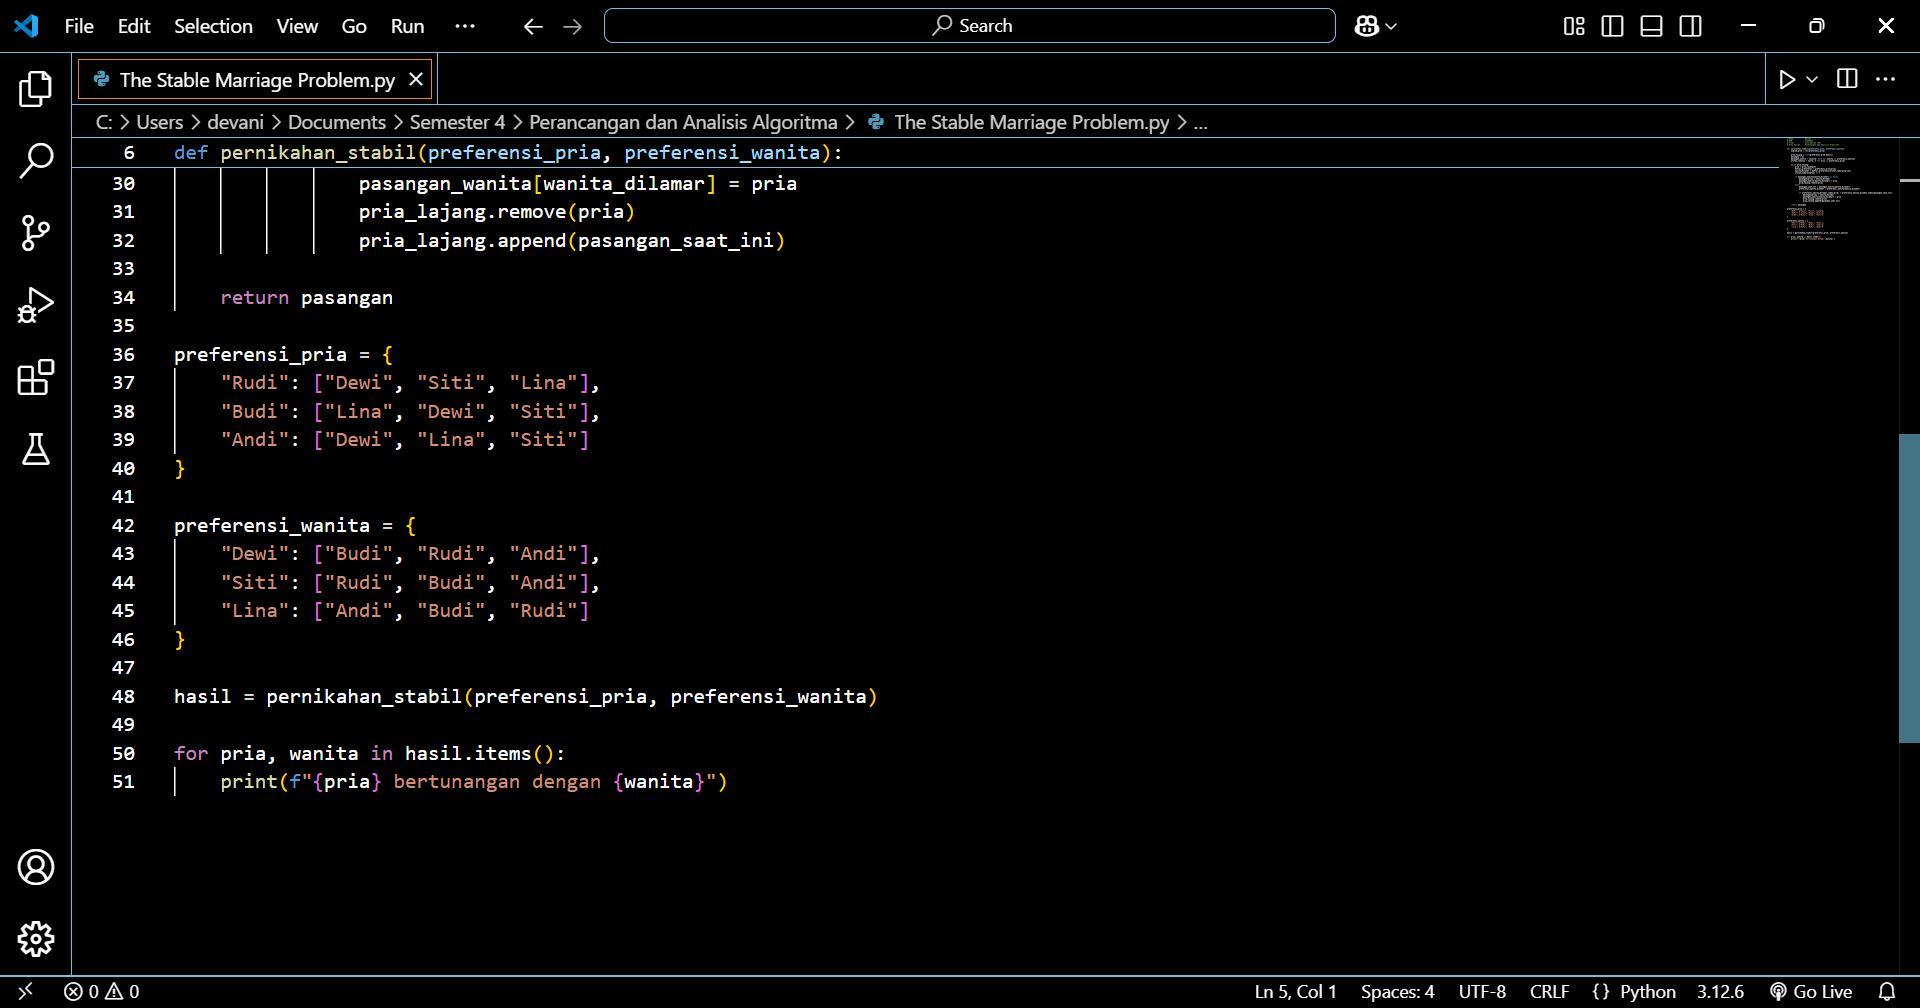 File Edit Selection View Go Run ··· Search
The Stable Marriage Problem.py
C: > Users > devani > Documents > Semester 4 > Perancangan dan Analisis Algoritma > The Stable Marriage Problem.py > ...
6 def pernikahan_stabil(preferensi_pria, preferensi_wanita):
30 pasangan_wanita[wanita_dilamar] = pria
31 pria_lajang.remove(pria)
32 pria_lajang.append(pasangan_saat_ini)
33
34 return pasangan
35
36 preferensi_pria = {
37 "Rudi": ["Dewi", "Siti", "Lina"],
38 "Budi": ["Lina", "Dewi", "Siti"],
39 "Andi": ["Dewi", "Lina", "Siti"]
40 }
41
42 preferensi_wanita = {
43 "Dewi": ["Budi", "Rudi", "Andi"],
44 "Siti": ["Rudi", "Budi", "Andi"],
45 "Lina": ["Andi", "Budi", "Rudi"]
46 }
47
48 hasil = pernikahan_stabil(preferensi_pria, preferensi_wanita)
49
50 for pria, wanita in hasil.items():
51 print(f"{pria} bertunangan dengan {wanita}")
0 0 Ln 5, Col 1 Spaces: 4 UTF-8 CRLF {} Python 3.12.6 Go Live